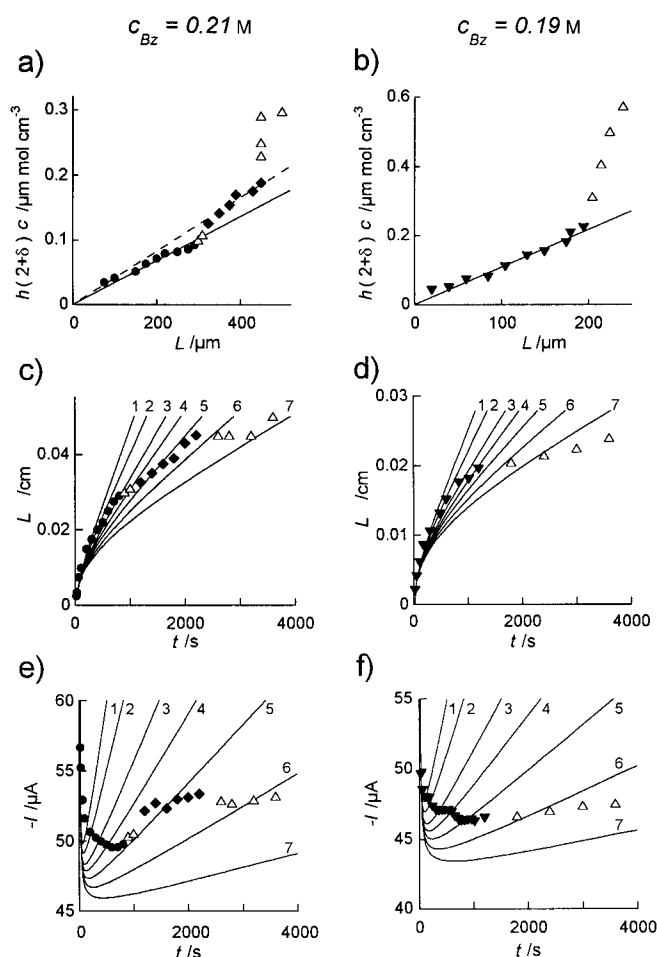 c_Bz = 0.21 M
c_Bz = 0.19 M
a)
h (2+δ) c /µm mol cm⁻³
0.3
0.2
0.1
0
0 200 400
L /µm
b)
h (2+δ) c /µm mol cm⁻³
0.6
0.4
0.2
0
0 100 200
L /µm
c)
L /cm
0.04
0.02
0
1 2 3 4 5 6 7
0 2000 4000
t /s
d)
L /cm
0.03
0.02
0.01
0
1 2 3 4 5 6 7
0 2000 4000
t /s
e)
-I /µA
60
55
50
45
1 2 3 4 5 6 7
0 2000 4000
t /s
f)
-I /µA
55
50
45
40
1 2 3 4 5 6 7
0 2000 4000
t /s